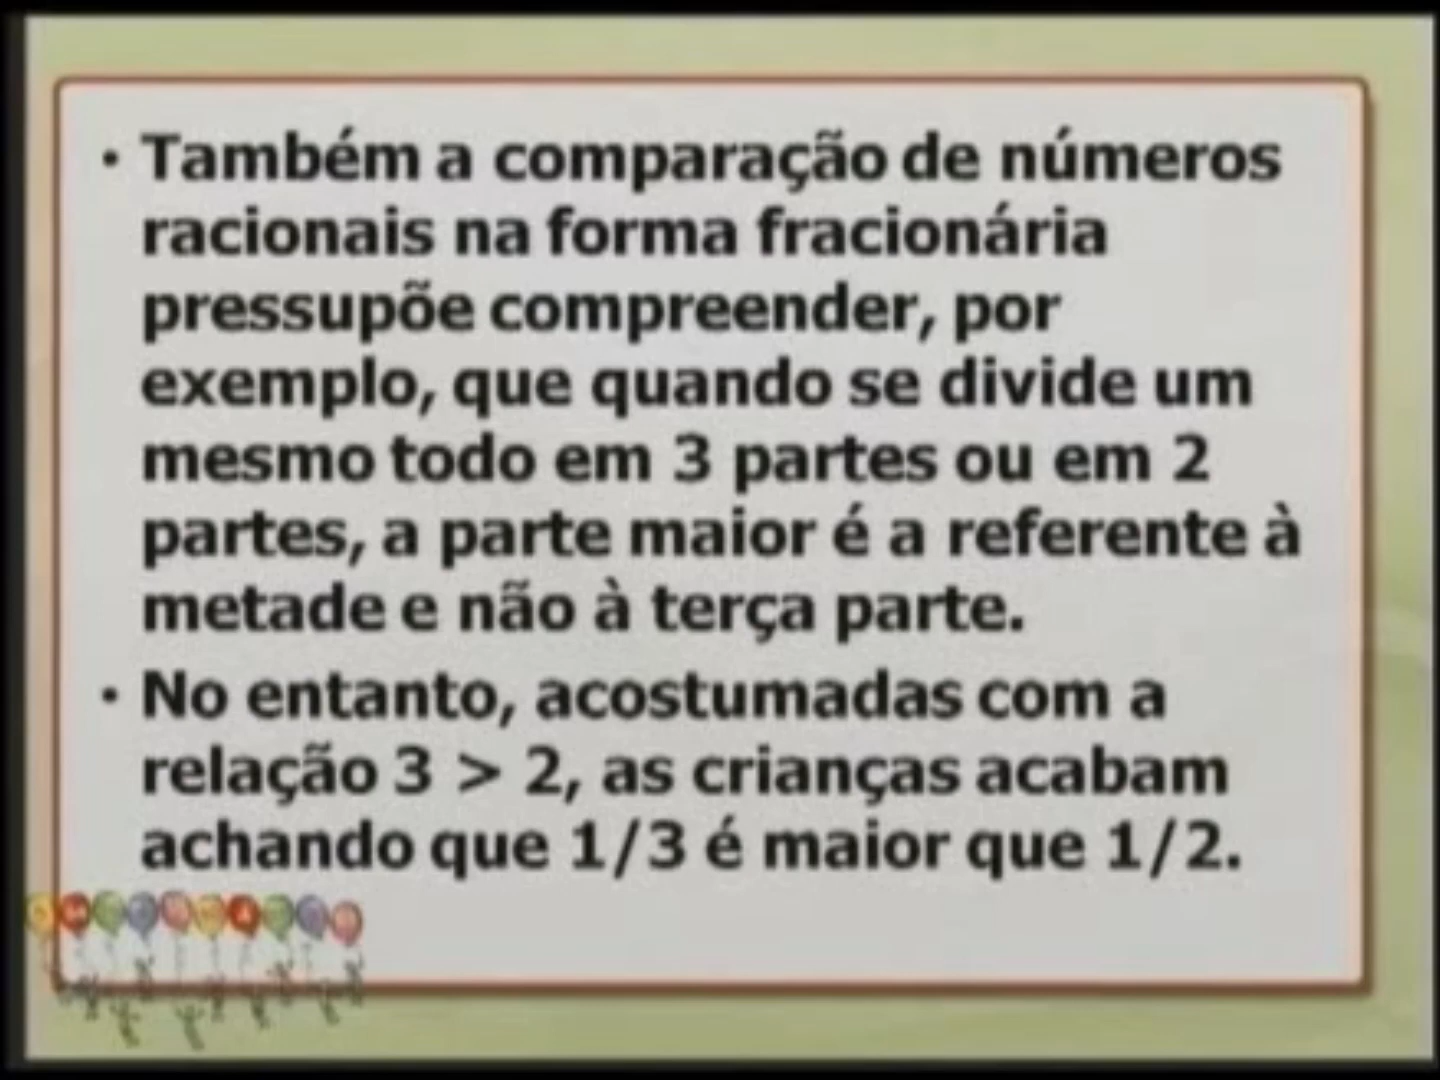 • Também a comparação de números
racionais na forma fracionária
pressupõe compreender, por
exemplo, que quando se divide um
mesmo todo em 3 partes ou em 2
partes, a parte maior é a referente à
metade e não à terça parte.
• No entanto, acostumadas com a
relação 3 > 2, as crianças acabam
achando que 1/3 é maior que 1/2.